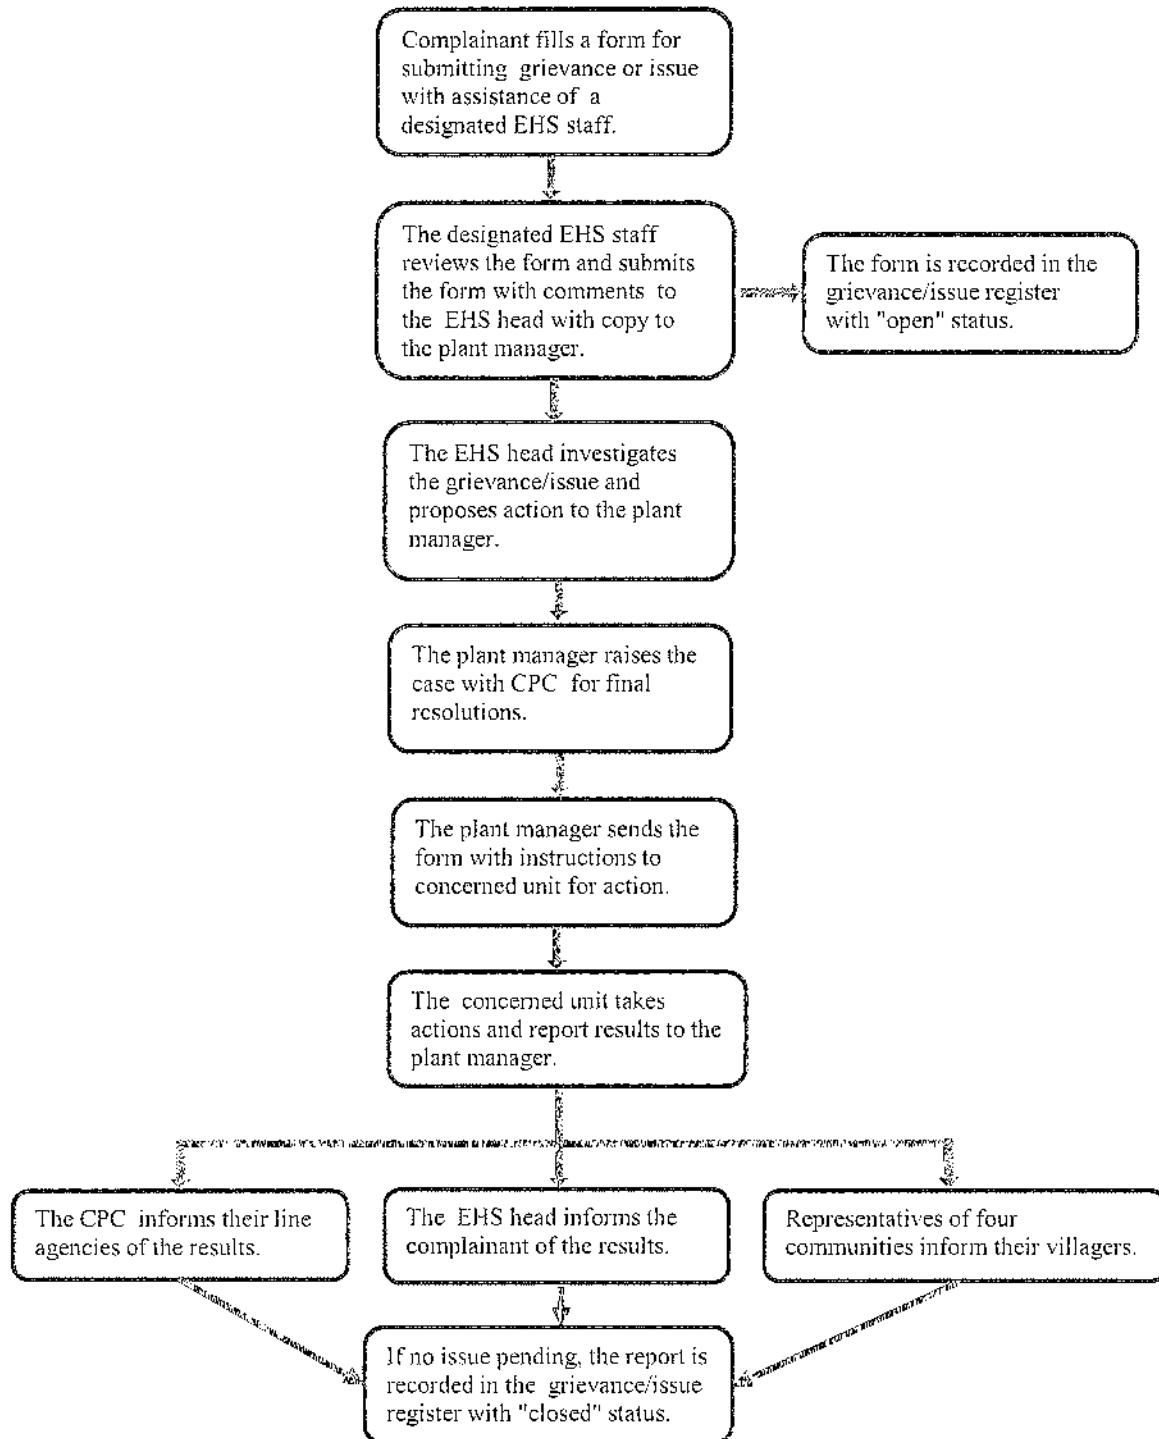 Complainant fills a form for
submitting grievance or issue
with assistance of a
designated EHS staff.
The designated EHS staff
reviews the form and submits
the form with comments to
the EHS head with copy to
the plant manager.
The form is recorded in the
grievance/issue register
with "open" status.
The EHS head investigates
the grievance/issue and
proposes action to the plant
manager.
The plant manager raises the
case with CPC for final
resolutions.
The plant manager sends the
form with instructions to
concerned unit for action.
The concerned unit takes
actions and report results to the
plant manager.
The CPC informs their line
agencies of the results.
The EHS head informs the
complainant of the results.
Representatives of four
communities inform their villagers.
If no issue pending, the report is
recorded in the grievance/issue
register with "closed" status.